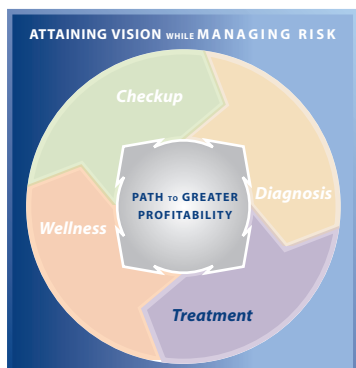 ATTAINING VISION WHILE MANAGING RISK
Checkup
Diagnosis
PATH TO GREATER
PROFITABILITY
Wellness
Treatment